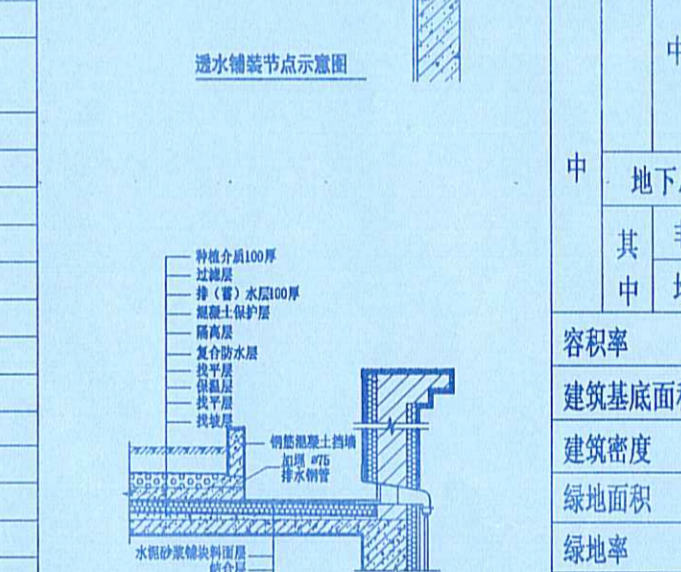 透水铺装节点示意图
种植介质100厚
过滤层
排（蓄）水层100厚
混凝土保护层
隔离层
复合防水层
找平层
保温层
找平层
找坡层
钢筋混凝土挡墙
加埋 ø75
排水钢管
水泥砂浆铺块料面层
结合层
中
中
地下
其
中
容积率
建筑基底面积
建筑密度
绿地面积
绿地率